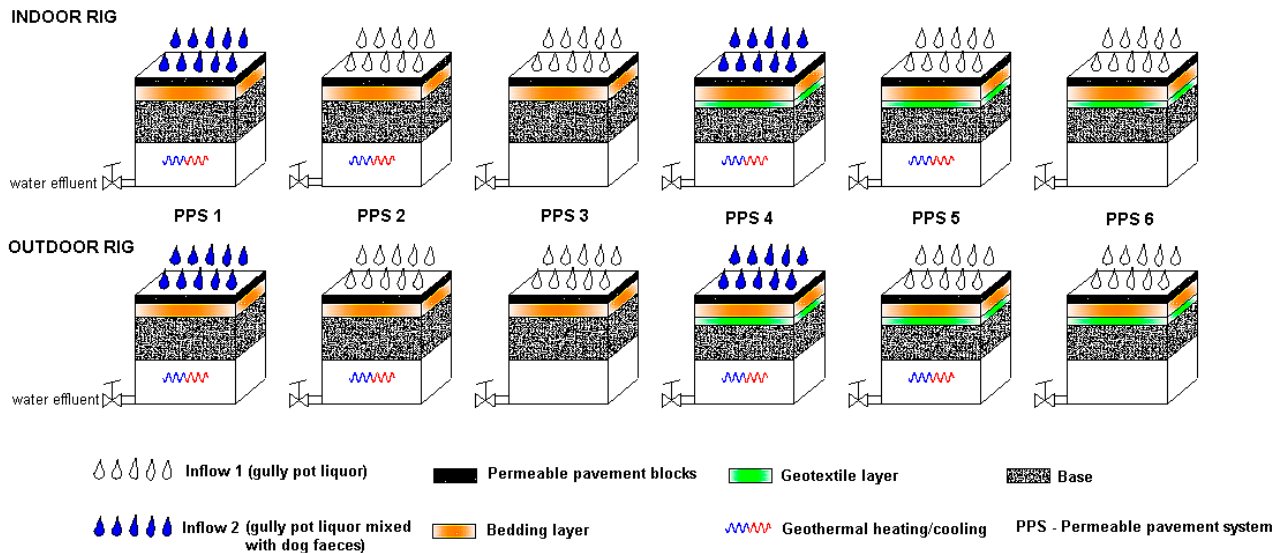 INDOOR RIG
water effluent
PPS 1 PPS 2 PPS 3 PPS 4 PPS 5 PPS 6
OUTDOOR RIG
water effluent
Inflow 1 (gully pot liquor)
Permeable pavement blocks
Geotextile layer
Base
Inflow 2 (gully pot liquor mixed
with dog faeces)
Bedding layer
Geothermal heating/cooling
PPS - Permeable pavement system